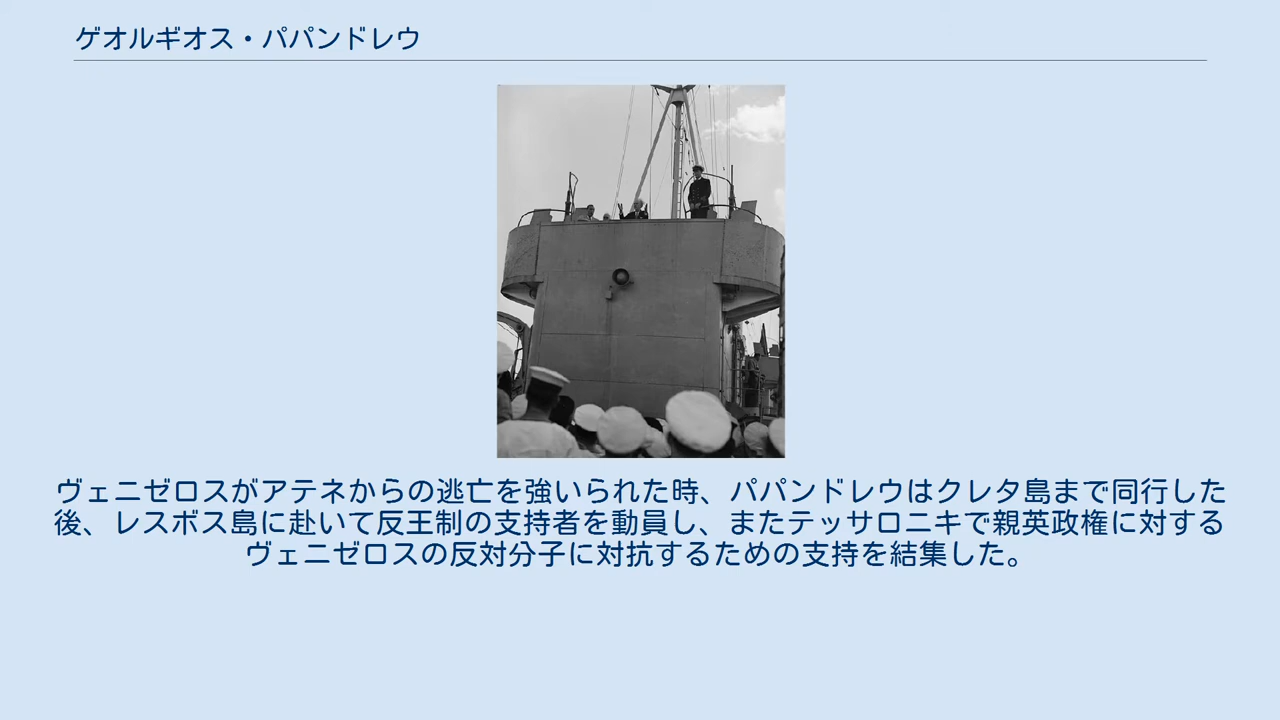 ゲオルギオス・パパンドレウ
ヴェニゼロスがアテネからの逃亡を強いられた時、パパンドレウはクレタ島まで同行した
後、レスボス島に赴いて反王制の支持者を動員し、またテッサロニキで親英政権に対する
ヴェニゼロスの反対分子に対抗するための支持を結集した。